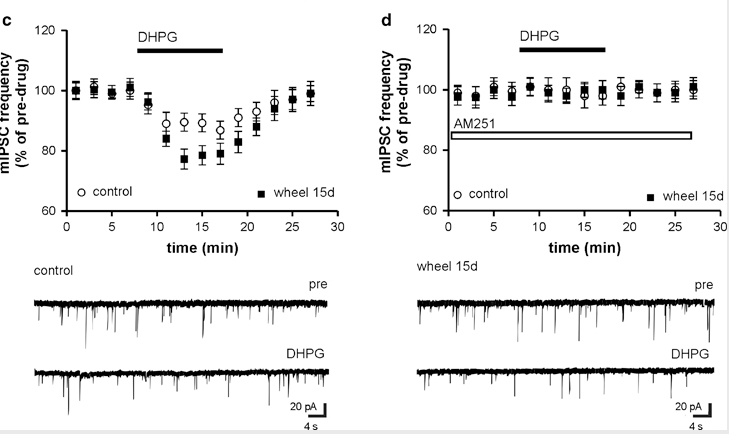 c
mIPSC frequency
(% of pre-drug)
120
100
80
60
DHPG
control
wheel 15d
0 5 10 15 20 25 30
time (min)
control
pre
DHPG
20 pA
4 s
d
mIPSC frequency
(% of pre-drug)
120
100
80
60
DHPG
AM251
control
wheel 15d
0 5 10 15 20 25 30
time (min)
wheel 15d
pre
DHPG
20 pA
4 s